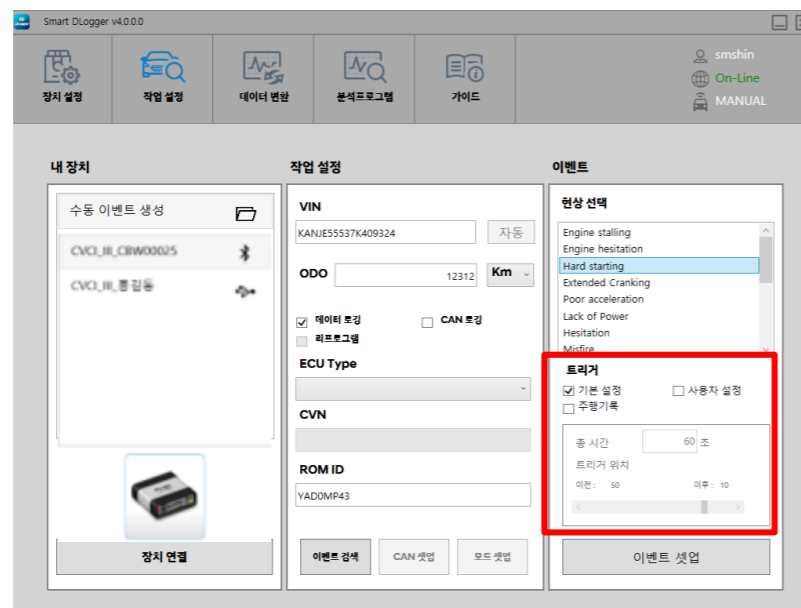 Smart DLogger v4.0.0.0
장치 설정
작업 설정
데이터 변환
분석프로그램
가이드
smshin
On-Line
MANUAL
내 장치
수동 이벤트 생성
CVCI_III_CBW00025
CVCI_III_홍길동
장치 연결
작업 설정
VIN
KANJE55537K409324
자동
ODO
12312
Km
데이터 로깅
CAN 로깅
리프로그램
ECU Type
CVN
ROM ID
YAD0MP43
이벤트 검색
CAN 셋업
모드 셋업
이벤트
현상 선택
Engine stalling
Engine hesitation
Hard starting
Extended Cranking
Poor acceleration
Lack of Power
Hesitation
Misfire
트리거
기본 설정
사용자 설정
주행기록
총 시간
60 초
트리거 위치
이전 : 50
이후 : 10
이벤트 셋업